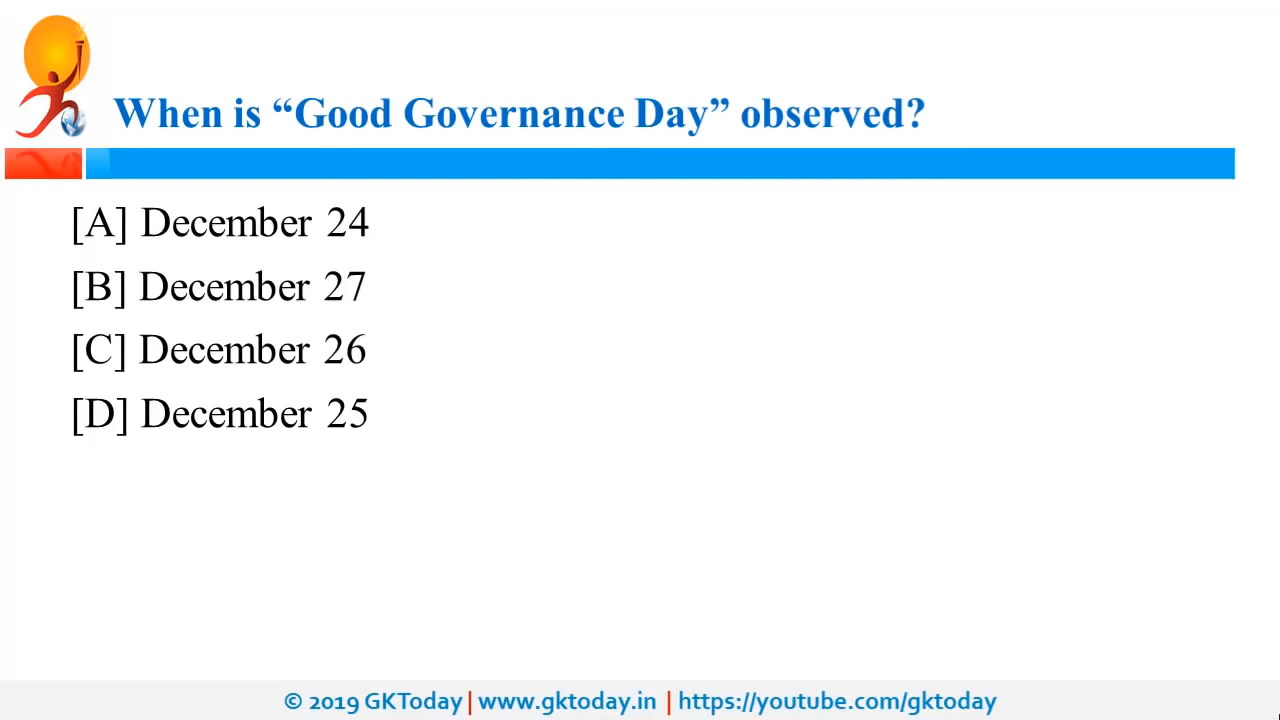 When is “Good Governance Day” observed?
[A] December 24
[B] December 27
[C] December 26
[D] December 25
© 2019 GKToday | www.gktoday.in | https://youtube.com/gktoday